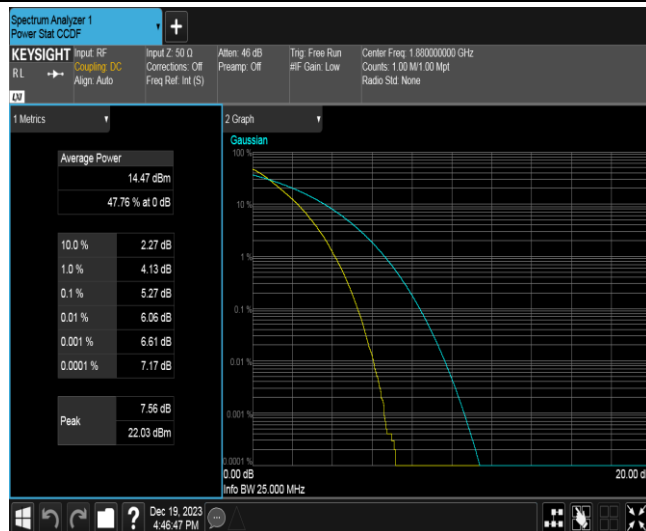 Spectrum Analyzer 1
Power Stat CCDF
+
KEYSIGHT
RL
LXI
Input: RF
Coupling: DC
Align: Auto
Input Z: 50 Ω
Corrections: Off
Freq Ref: Int (S)
Atten: 46 dB
Preamp: Off
Trig: Free Run
#IF Gain: Low
Center Freq: 1.880000000 GHz
Counts: 1.00 M/1.00 Mpt
Radio Std: None
1 Metrics
Average Power
14.47 dBm
47.76 % at 0 dB
10.0 % 2.27 dB
1.0 % 4.13 dB
0.1 % 5.27 dB
0.01 % 6.06 dB
0.001 % 6.61 dB
0.0001 % 7.17 dB
Peak
7.56 dB
22.03 dBm
2 Graph
Gaussian
100 %
10 %
1 %
0.1 %
0.01 %
0.001 %
0.0001 %
0.00 dB
20.00 d
Info BW 25.000 MHz
?
Dec 19, 2023
4:46:47 PM